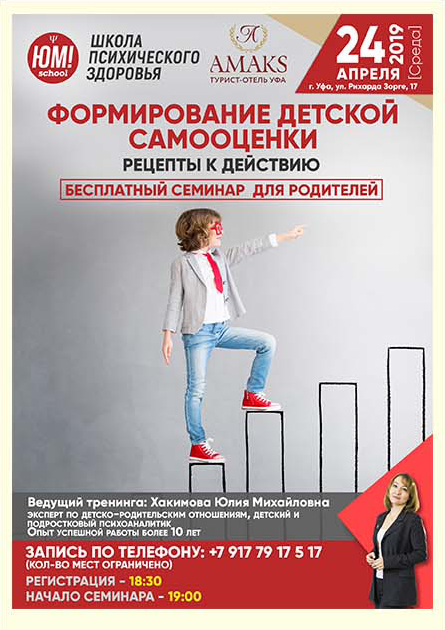 Ψ
ЮМ!
school
ШКОЛА
ПСИХИЧЕСКОГО
ЗДОРОВЬЯ
AMAKS
ТУРИСТ-ОТЕЛЬ УФА
24
АПРЕЛЯ
2019
[Среда]
г. Уфа, ул. Рихарда Зорге, 17
ФОРМИРОВАНИЕ ДЕТСКОЙ
САМООЦЕНКИ
РЕЦЕПТЫ К ДЕЙСТВИЮ
БЕСПЛАТНЫЙ СЕМИНАР ДЛЯ РОДИТЕЛЕЙ
Ведущий тренинга: Хакимова Юлия Михайловна
эксперт по детско-родительским отношениям, детский и
подростковый психоаналитик
Опыт успешной работы более 10 лет
ЗАПИСЬ ПО ТЕЛЕФОНУ: +7 917 79 17 5 17
(КОЛ-ВО МЕСТ ОГРАНИЧЕНО)
РЕГИСТРАЦИЯ - 18:30
НАЧАЛО СЕМИНАРА - 19:00